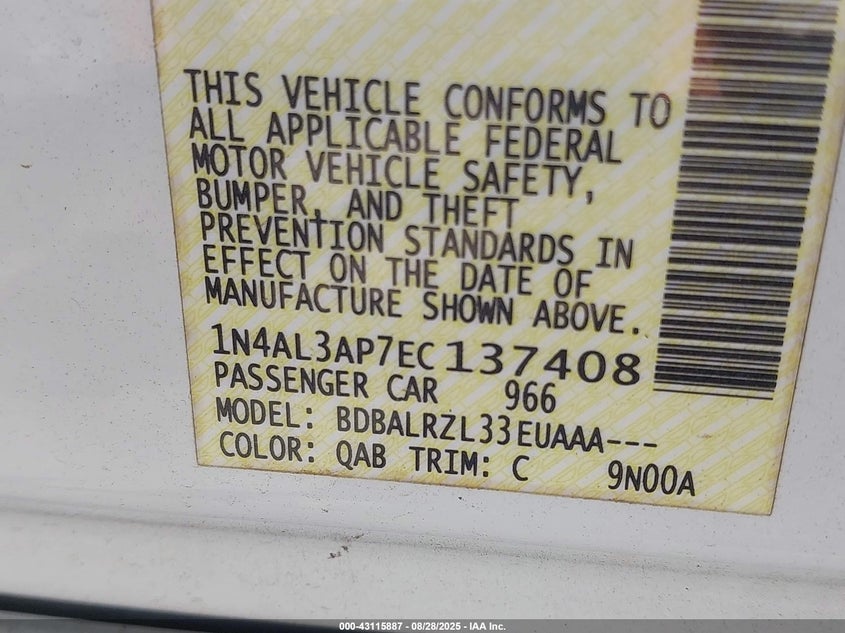 THIS VEHICLE CONFORMS TO
ALL APPLICABLE FEDERAL
MOTOR VEHICLE SAFETY,
BUMPER, AND THEFT
PREVENTION STANDARDS IN
EFFECT ON THE DATE OF
MANUFACTURE SHOWN ABOVE.
1N4AL3AP7EC137408
PASSENGER CAR 966
MODEL: BDBALRZL33EUAAA---
COLOR: QAB TRIM: C 9N00A
000-43115887 - 08/28/2025 - IAA Inc.